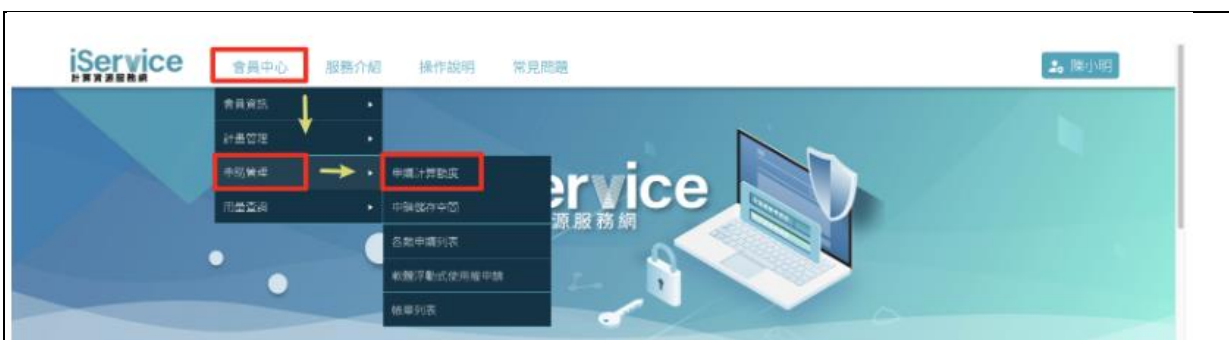 iService
計算資源服務網
會員中心 服務介紹 操作說明 常見問題
陳小明
會員資訊
計畫管理
帳務管理
用量查詢
申請計算額度
申請儲存空間
各類申請列表
軟體浮動式使用權申請
帳單列表
ervice
源服務網